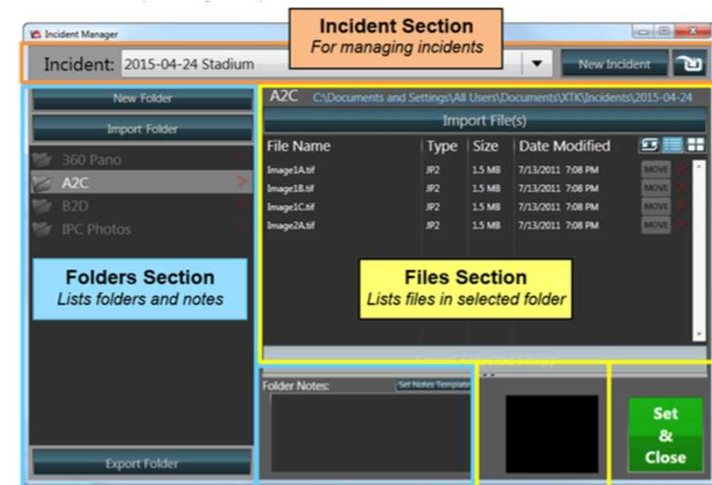 Incident Section
For managing incidents
Incident Manager
Incident: 2015-04-24 Stadium
New Incident
New Folder
Import Folder
360 Pano
A2C
B2D
IPC Photos
Folders Section
Lists folders and notes
Export Folder
A2C C:\Documents and Settings\All Users\Documents\XTK\Incidents\2015-04-24
Import File(s)
File Name Type Size Date Modified
Image1A.tif JP2 1.5 MB 7/13/2011 7:08 PM MOVE
Image1B.tif JP2 1.5 MB 7/13/2011 7:08 PM MOVE
Image1C.tif JP2 1.5 MB 7/13/2011 7:08 PM MOVE
Image2A.tif JP2 1.5 MB 7/13/2011 7:08 PM MOVE
Files Section
Lists files in selected folder
Folder Notes: Set Notes Template
Set
&
Close